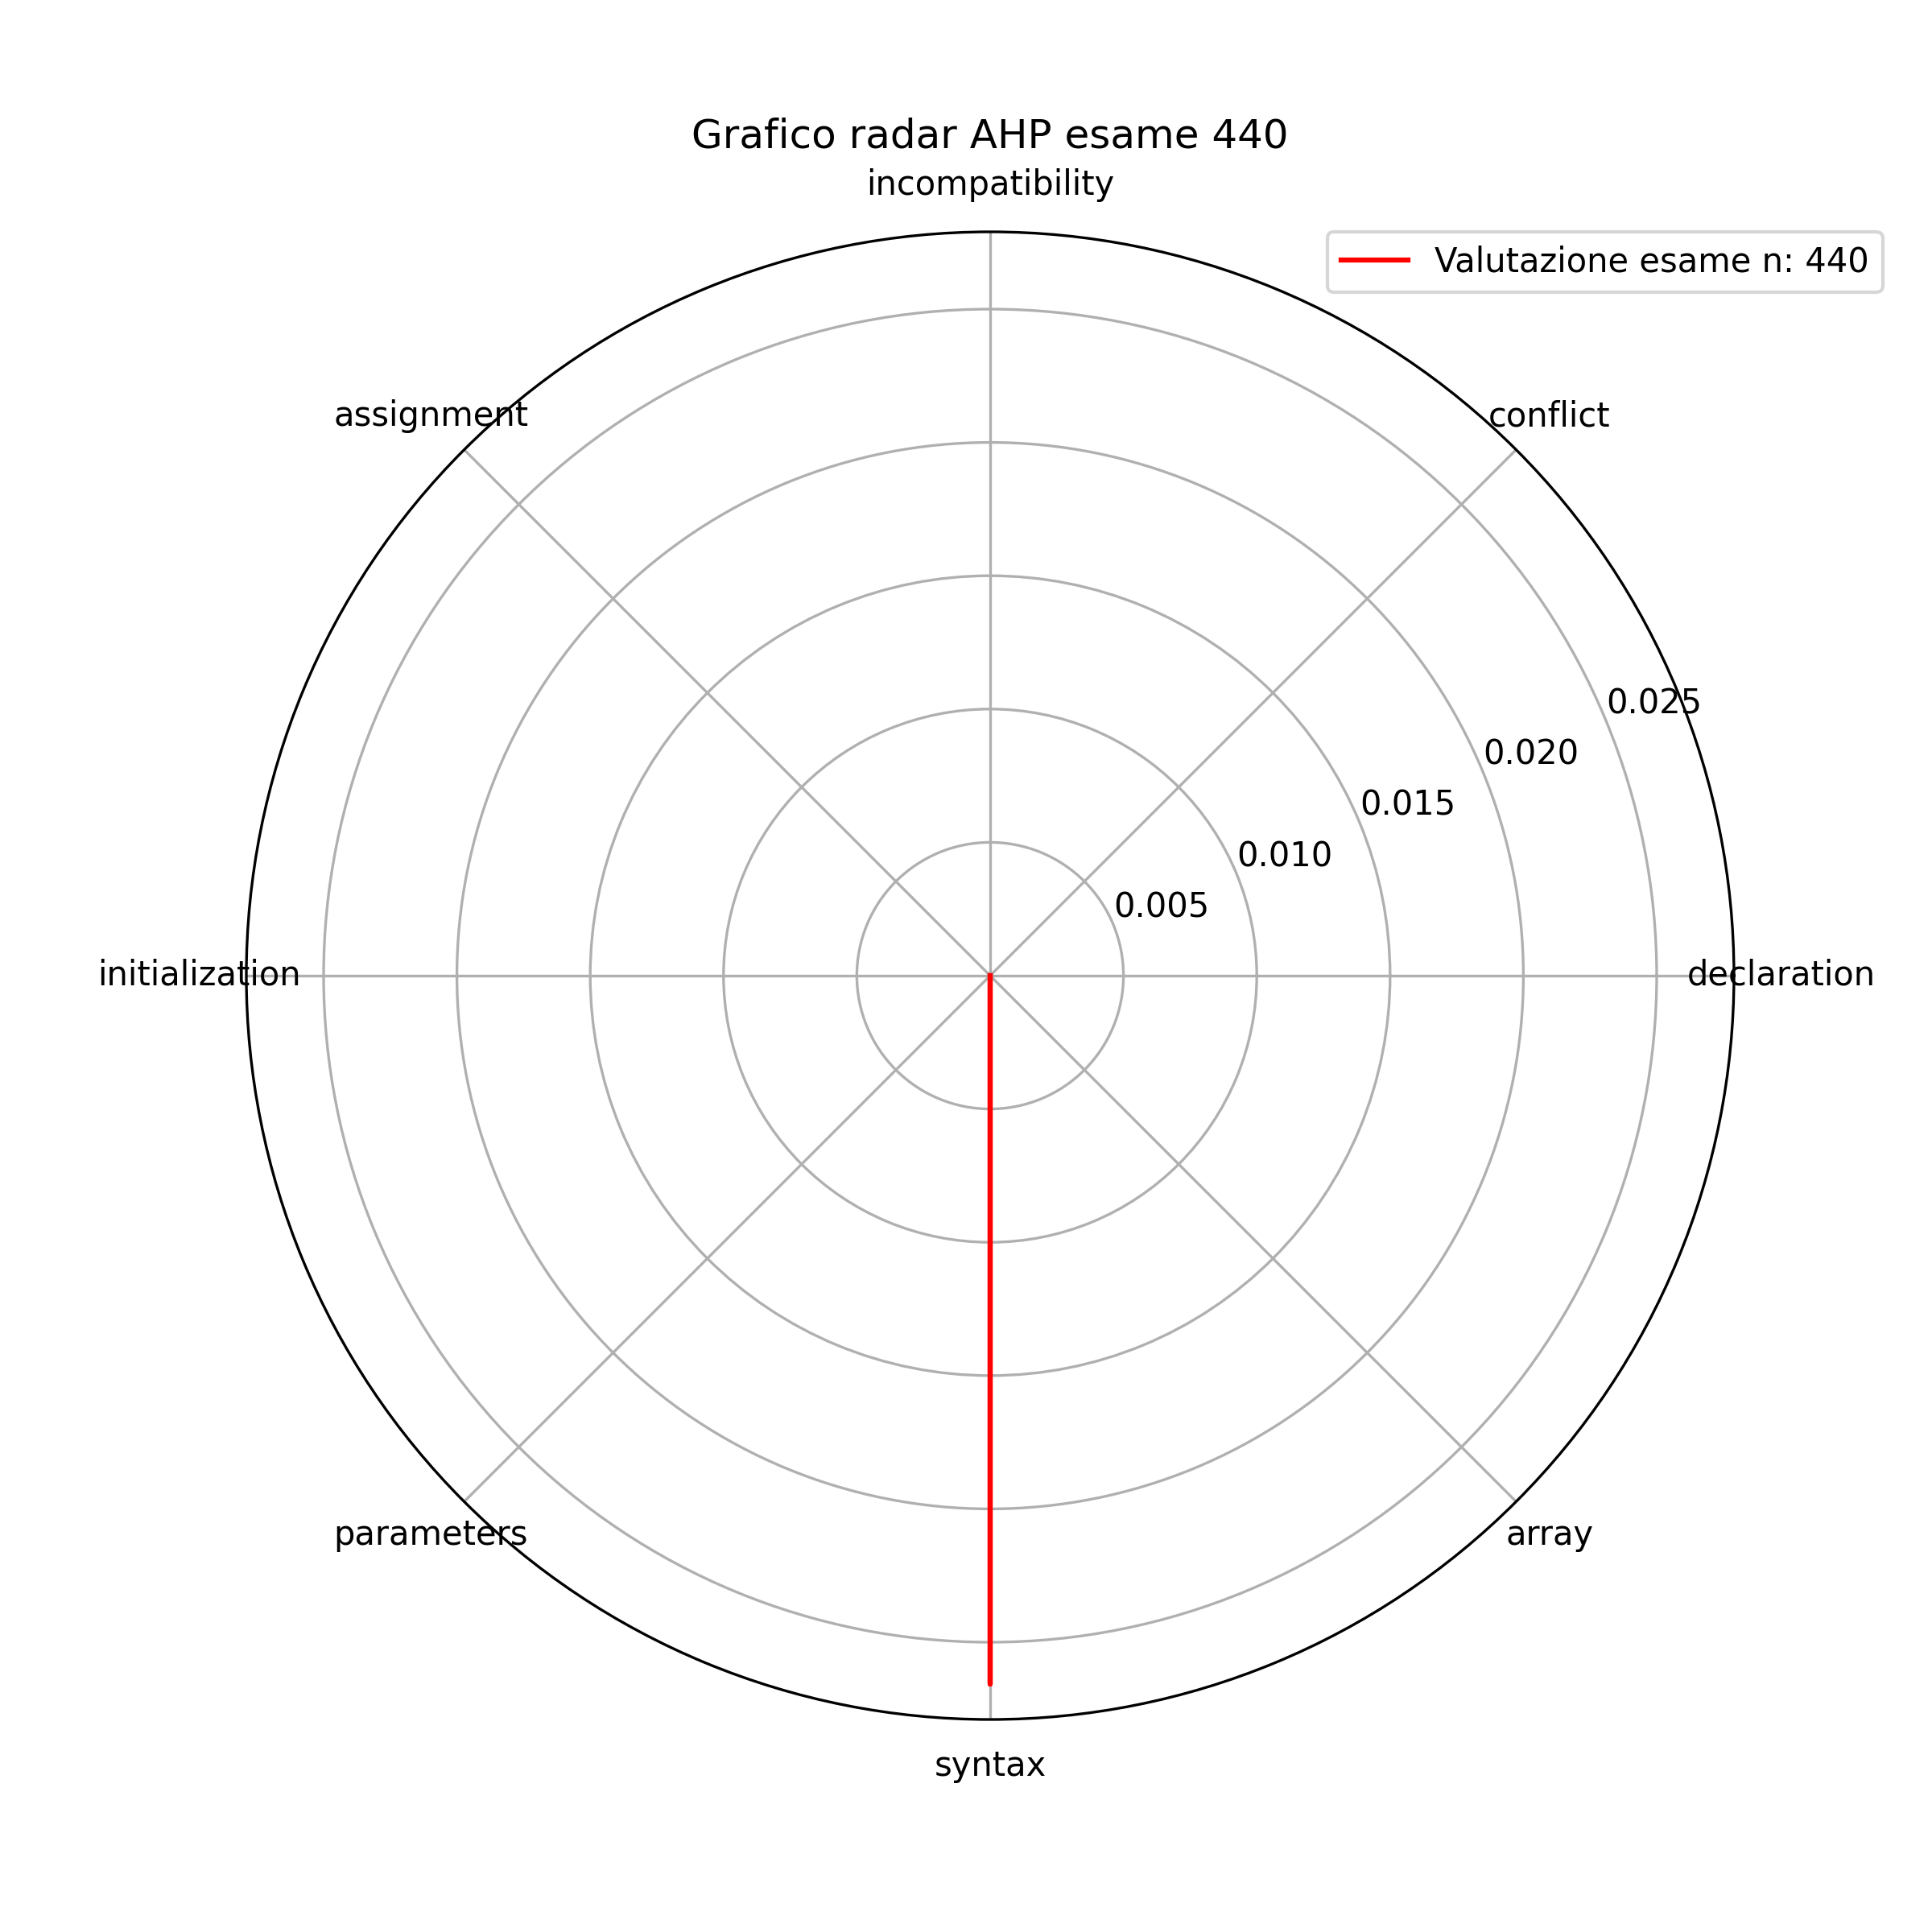 Grafico radar AHP esame 440
incompatibility
Valutazione esame n: 440
assignment
conflict
0.025
0.020
0.015
0.010
0.005
initialization
declaration
parameters
array
syntax